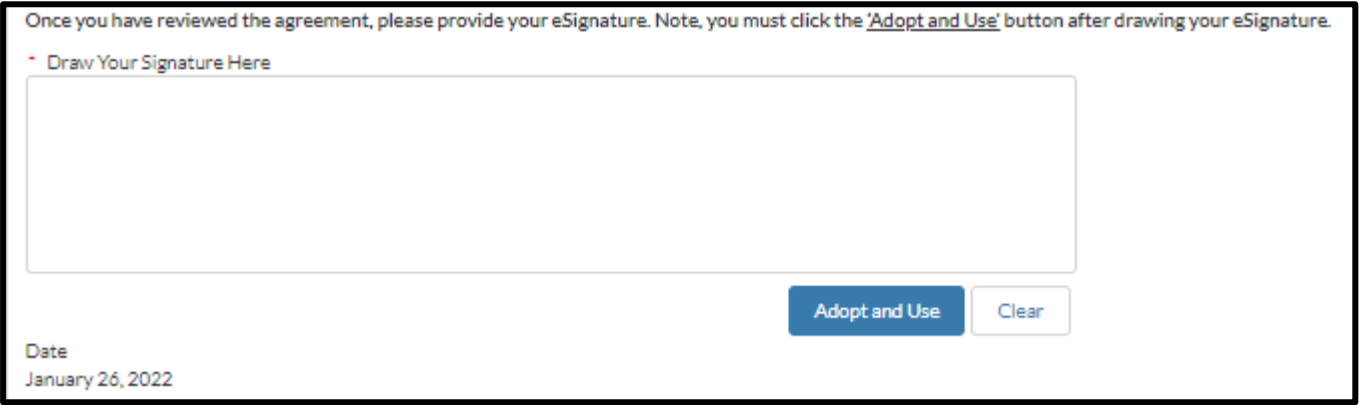 Once you have reviewed the agreement, please provide your eSignature. Note, you must click the 'Adopt and Use' button after drawing your eSignature.
* Draw Your Signature Here
Adopt and Use Clear
Date
January 26, 2022